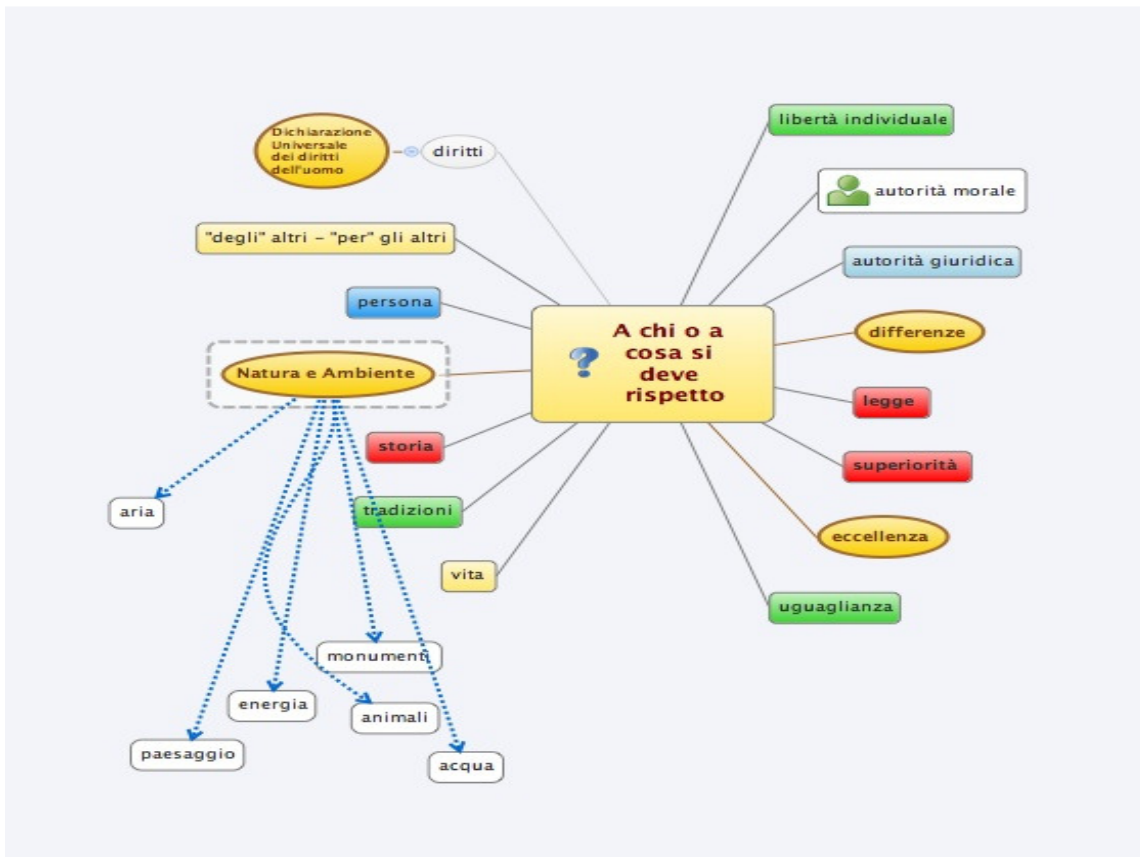 Dichiarazione
Universale
dei diritti
dell'uomo
diritti
"degli" altri – "per" gli altri
persona
Natura e Ambiente
storia
tradizioni
vita
aria
monumenti
energia
animali
paesaggio
acqua
A chi o a
cosa si
deve
rispetto
libertà individuale
autorità morale
autorità giuridica
differenze
legge
superiorità
eccellenza
uguaglianza